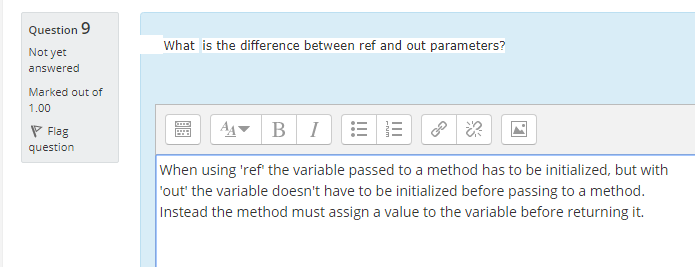 Question 9
Not yet
answered
Marked out of
1.00
Flag
question
What is the difference between ref and out parameters?
B I
When using 'ref' the variable passed to a method has to be initialized, but with
'out' the variable doesn't have to be initialized before passing to a method.
Instead the method must assign a value to the variable before returning it.